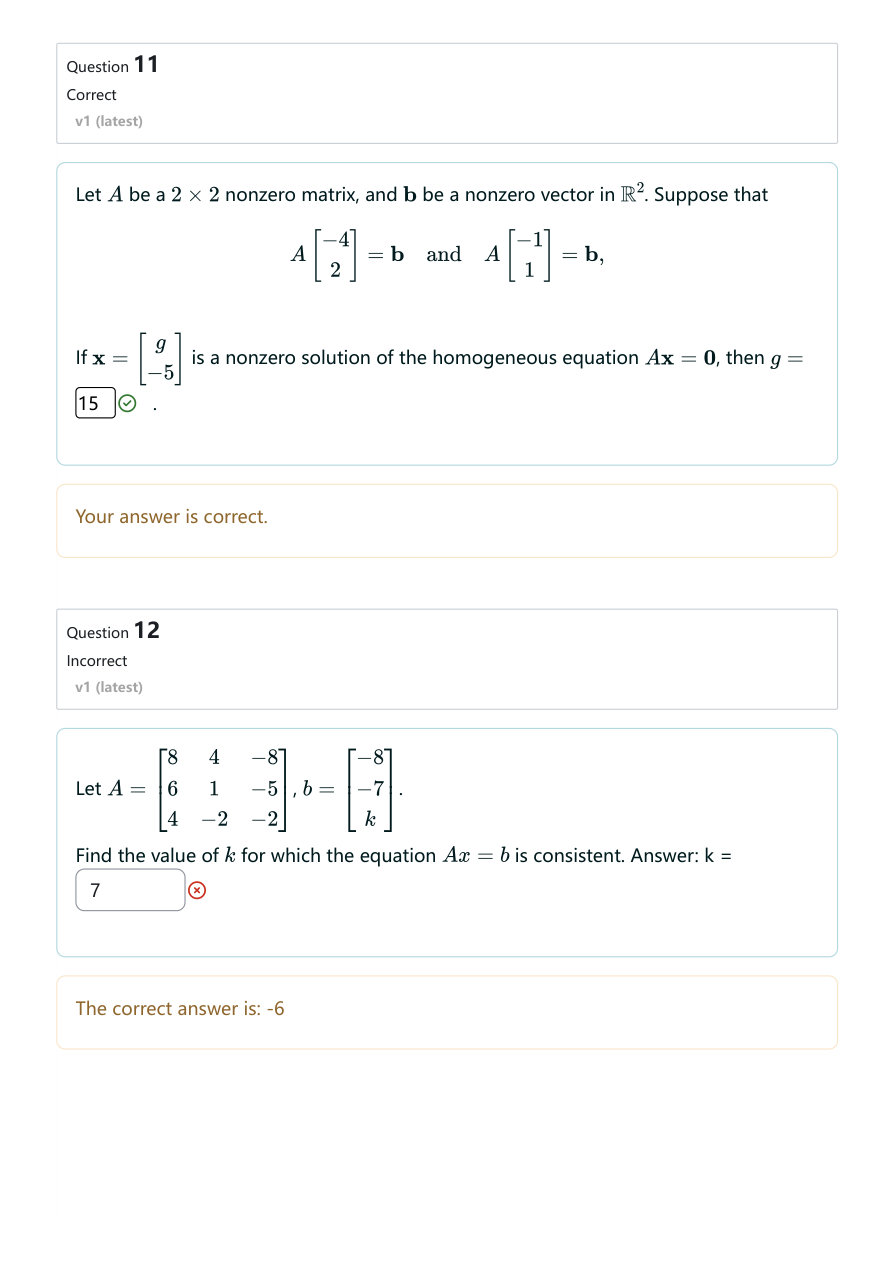 Question 11
Correct
v1 (latest)
Let A be a 2 × 2 nonzero matrix, and b be a nonzero vector in ℝ². Suppose that
A [−4 2] = b and A [−1 1] = b,
If x = [g −5] is a nonzero solution of the homogeneous equation Ax = 0, then g =
15 .
Your answer is correct.
Question 12
Incorrect
v1 (latest)
Let A = [8 4 −8; 6 1 −5; 4 −2 −2], b = [−8 −7 k].
Find the value of k for which the equation Ax = b is consistent. Answer: k =
7
The correct answer is: -6